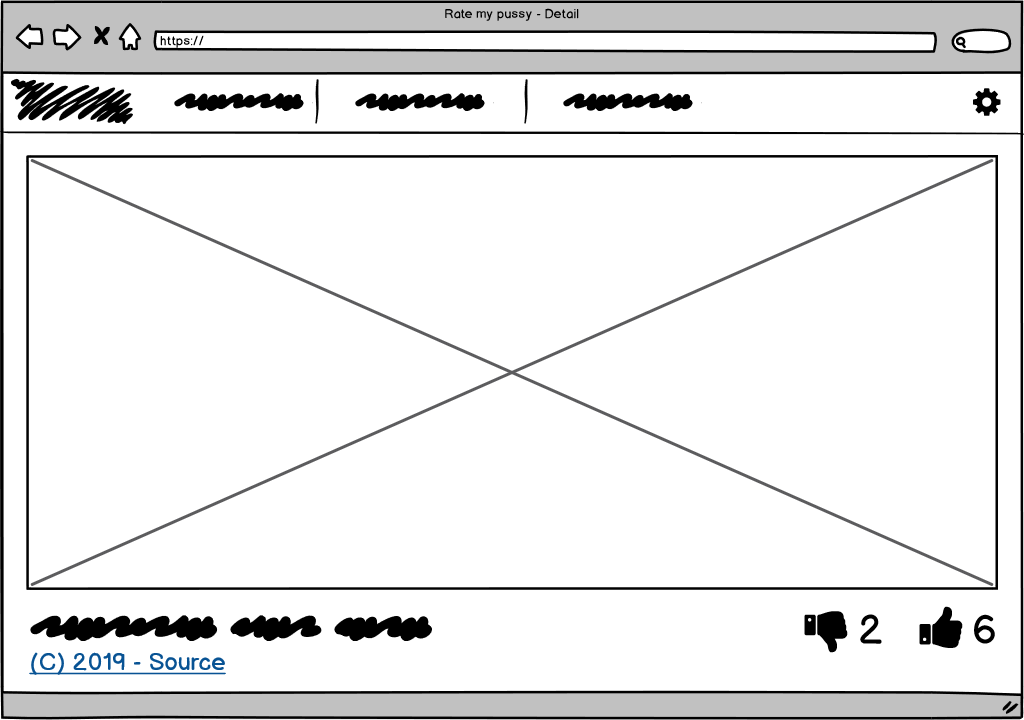 Rate my pussy - Detail
https://
2 6
(C) 2019 - Source